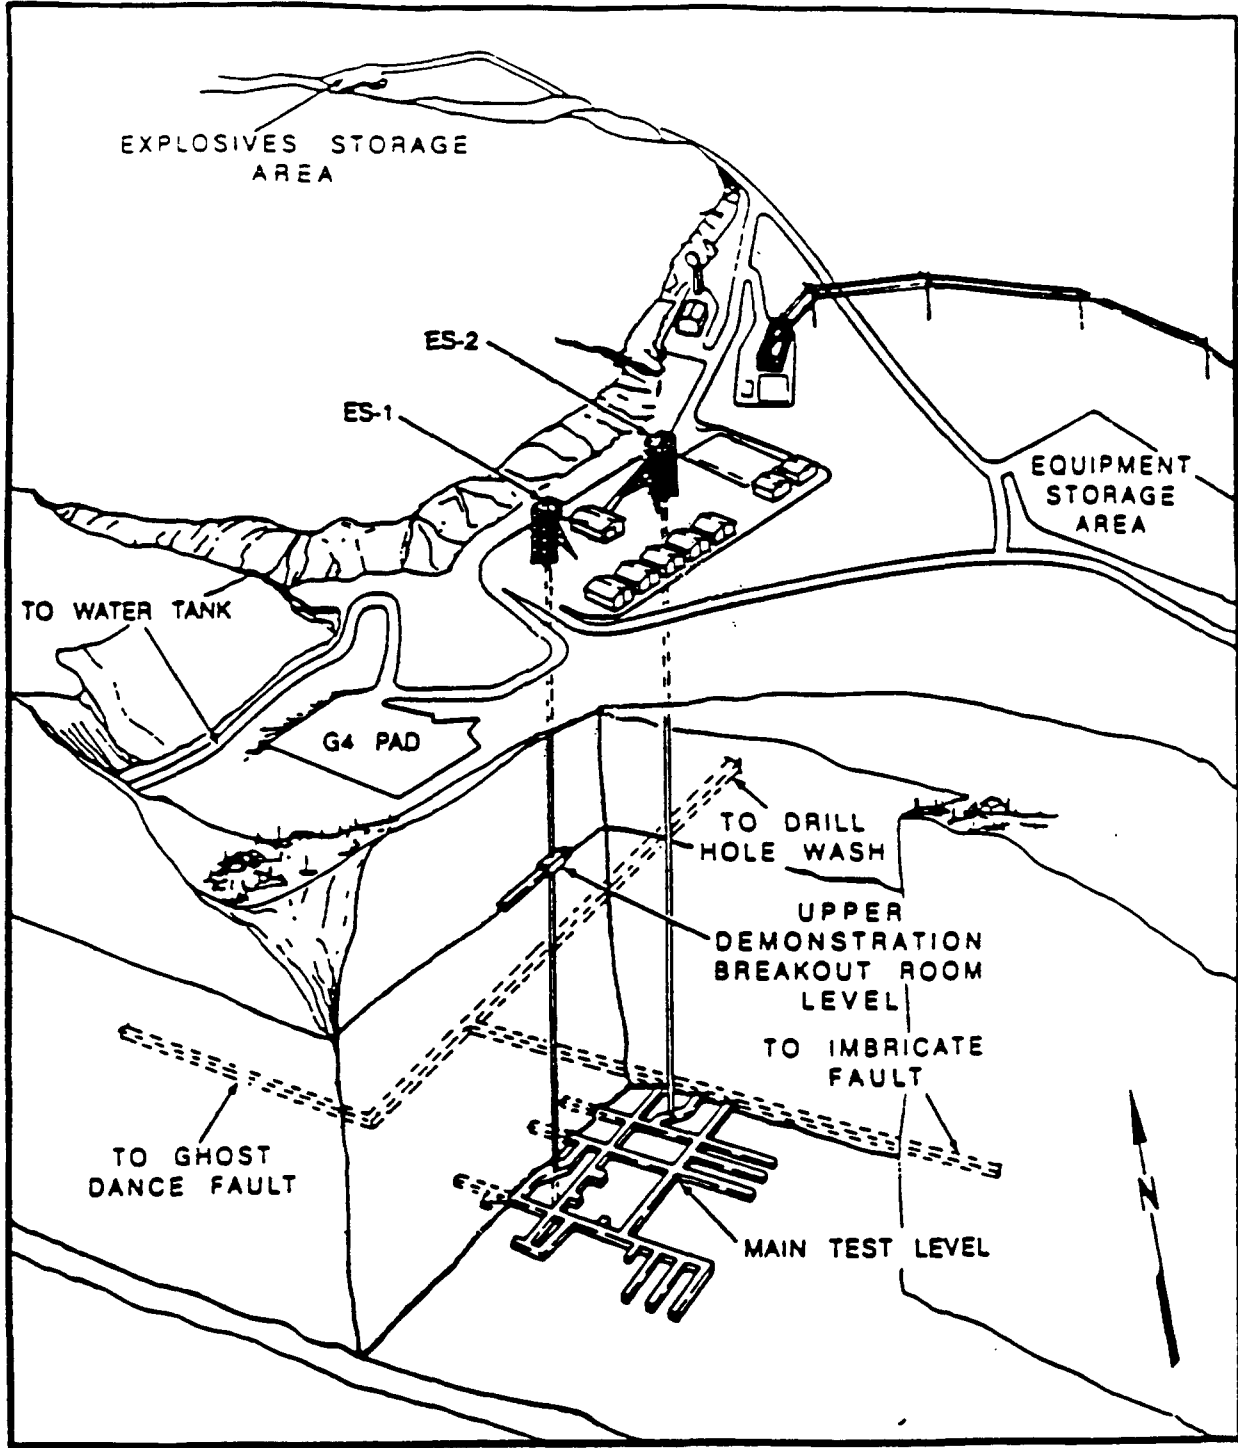 EXPLOSIVES STORAGE
AREA
ES-2
ES-1
EQUIPMENT
STORAGE
AREA
TO WATER TANK
G4 PAD
TO DRILL
HOLE WASH
UPPER
DEMONSTRATION
BREAKOUT ROOM
LEVEL
TO IMBRICATE
FAULT
TO GHOST
DANCE FAULT
MAIN TEST LEVEL
N